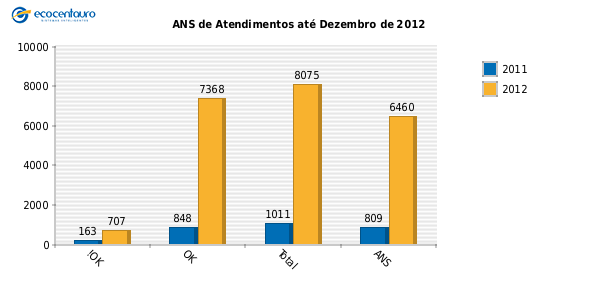 ecocentauro
ANS de Atendimentos até Dezembro de 2012
10000
8000
6000
4000
2000
0
163
707
848
7368
1011
8075
809
6460
!OK
OK
Total
ANS
2011
2012